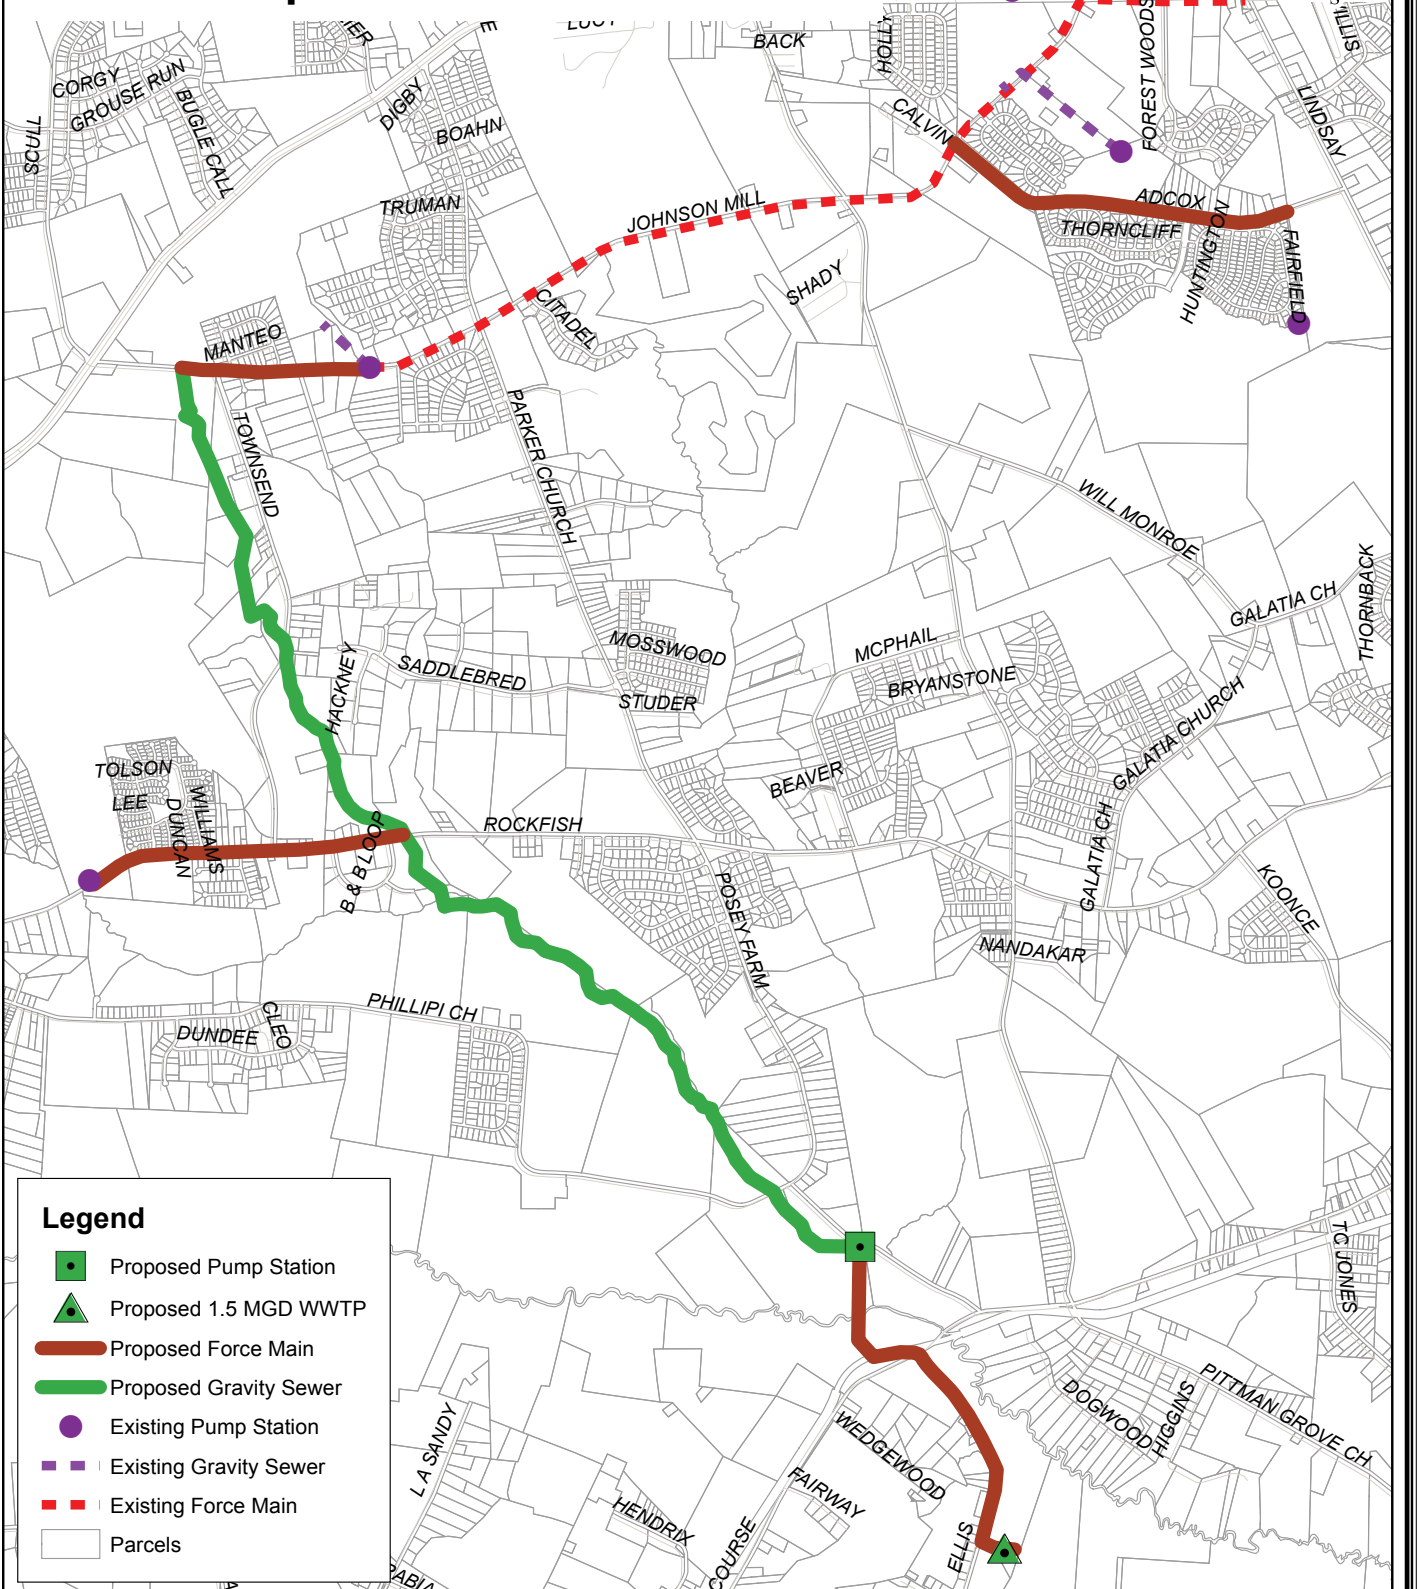 LUCY
BACK
HOLLY
FOREST WOODS
LINDSAY
CORGY
GROUSE RUN
BUGLE CALL
SCULL
DIGBY
BOAHN
CALVIN
TRUMAN
JOHNSON MILL
ADCOX
THORNCLIFF
HUNTINGTON
FAIRFIELD
SHADY
CITADEL
MANTEO
TOWNSEND
PARKER CHURCH
WILL MONROE
GALATIA CH
THORNBACK
MOSSWOOD
MCPHAIL
BRYANSTONE
HACKNEY
SADDLEBRED
STUDER
GALATIA CHURCH
BEAVER
TOLSON
LEE
DUNCAN
WILLIAMS
B & B LOOP
ROCKFISH
GALATIA CH
KOONCE
POSEY FARM
NANDAKAR
PHILLIPI CH
CLEO
DUNDEE
TC JONES
Legend
Proposed Pump Station
Proposed 1.5 MGD WWTP
Proposed Force Main
Proposed Gravity Sewer
Existing Pump Station
Existing Gravity Sewer
Existing Force Main
Parcels
L A SANDY
WEDGEWOOD
DOGWOOD
HIGGINS
PITTMAN GROVE CH
FAIRWAY
HENDRIX
COURSE
ELLIS